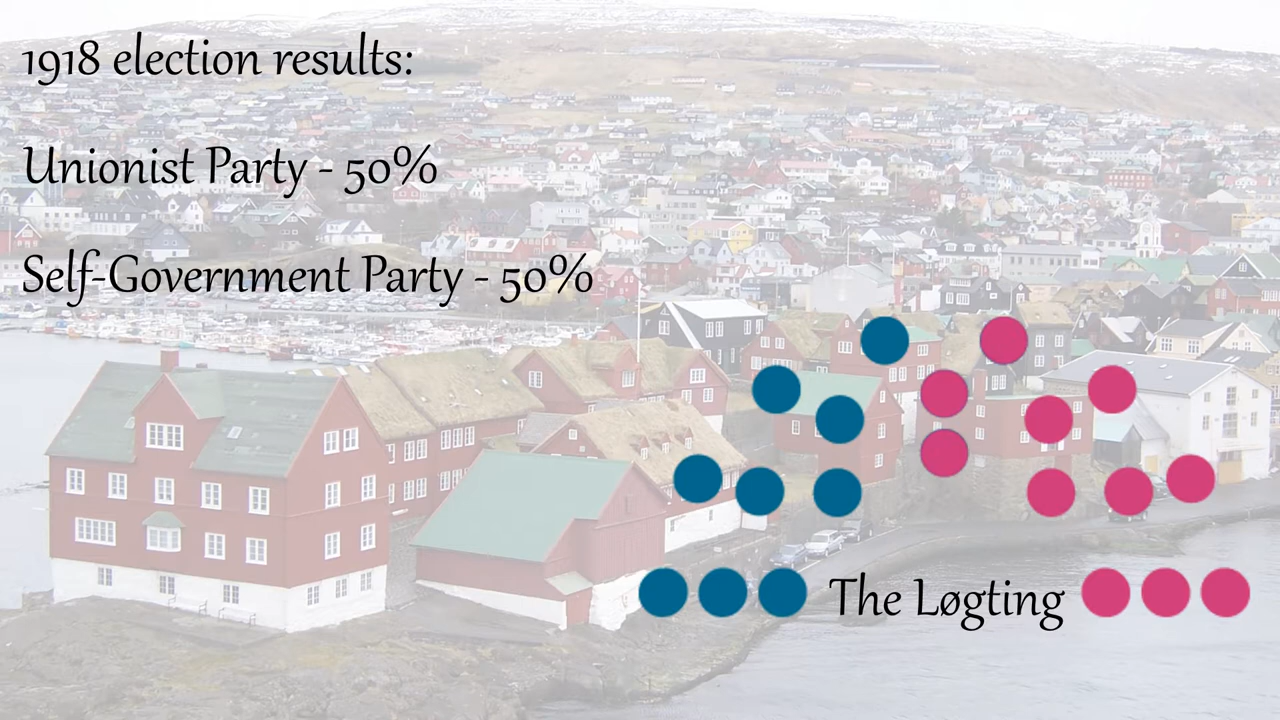 1918 election results:
Unionist Party - 50%
Self-Government Party - 50%
The Løgting